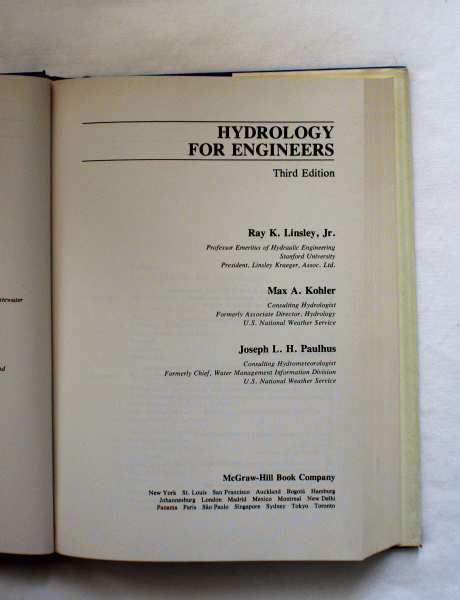 HYDROLOGY
FOR ENGINEERS
Third Edition
Ray K. Linsley, Jr.
Professor Emeritus of Hydraulic Engineering
Stanford University
President, Linsley Kraeger, Assoc. Ltd.
Max A. Kohler
Consulting Hydrologist
Formerly Associate Director, Hydrology
U.S. National Weather Service
Joseph L. H. Paulhus
Consulting Hydrometeorologist
Formerly Chief, Water Management Information Division
U.S. National Weather Service
McGraw-Hill Book Company
New York St. Louis San Francisco Auckland Bogotá Hamburg
Johannesburg London Madrid Mexico Montreal New Delhi
Panama Paris São Paulo Singapore Sydney Tokyo Toronto